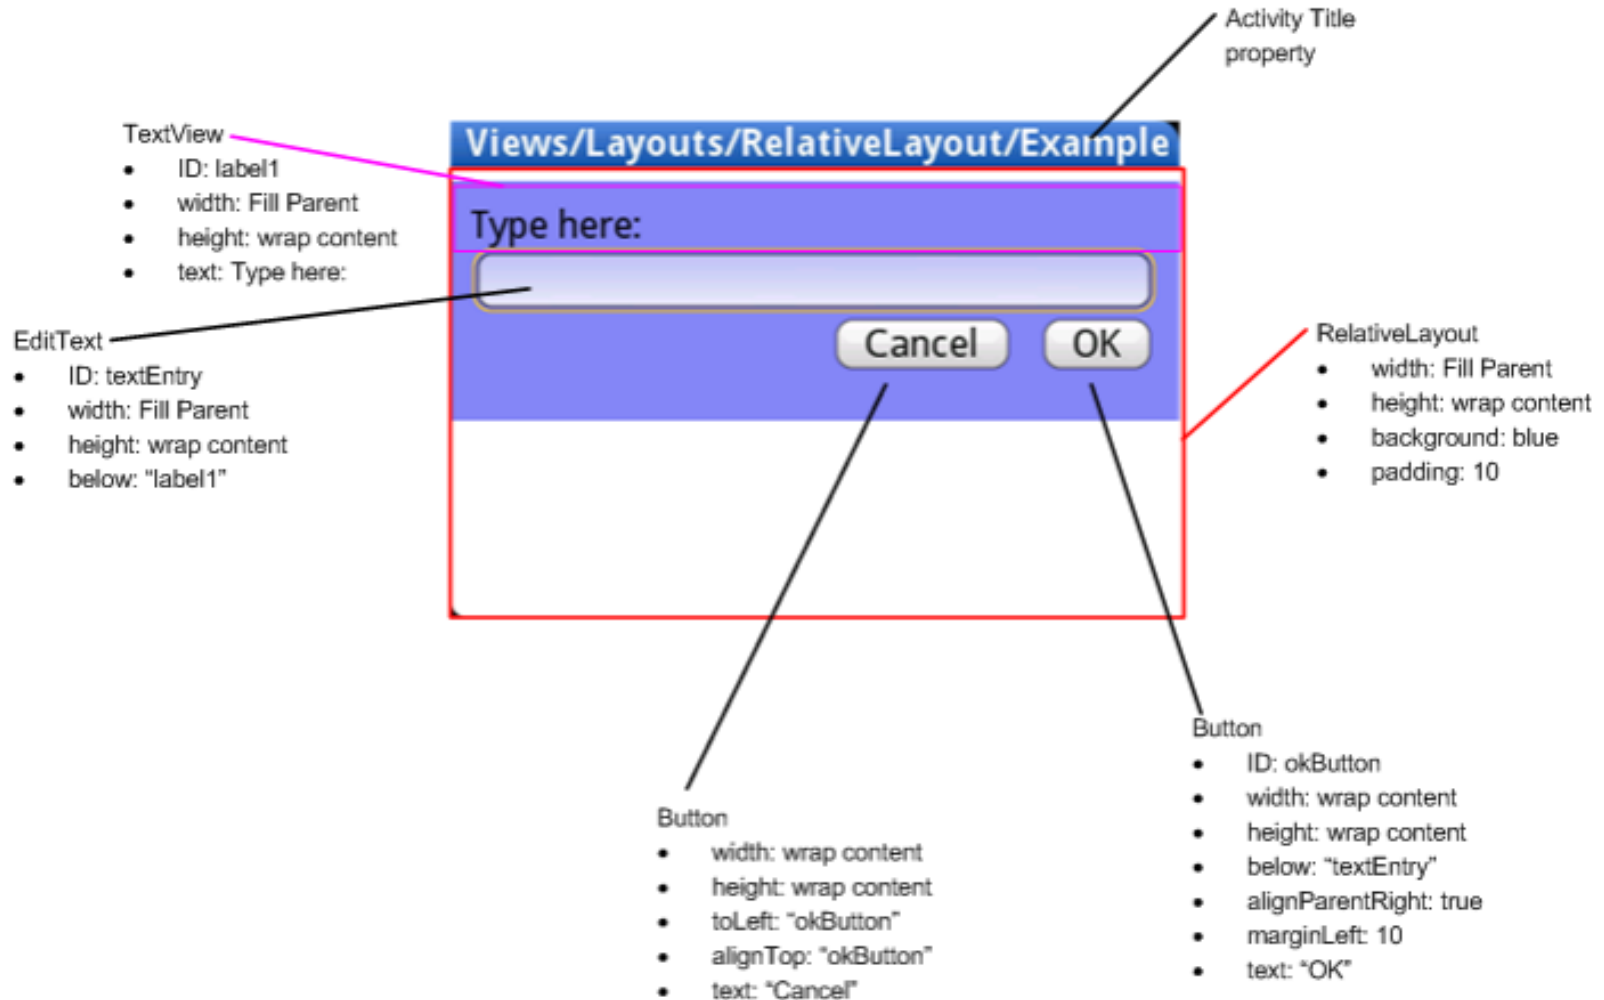 Activity Title
property
TextView
• ID: label1
• width: Fill Parent
• height: wrap content
• text: Type here:
Views/Layouts/RelativeLayout/Example
Type here:
Cancel
OK
EditText
• ID: textEntry
• width: Fill Parent
• height: wrap content
• below: “label1”
RelativeLayout
• width: Fill Parent
• height: wrap content
• background: blue
• padding: 10
Button
• width: wrap content
• height: wrap content
• toLeft: “okButton”
• alignTop: “okButton”
• text: “Cancel”
Button
• ID: okButton
• width: wrap content
• height: wrap content
• below: “textEntry”
• alignParentRight: true
• marginLeft: 10
• text: “OK”